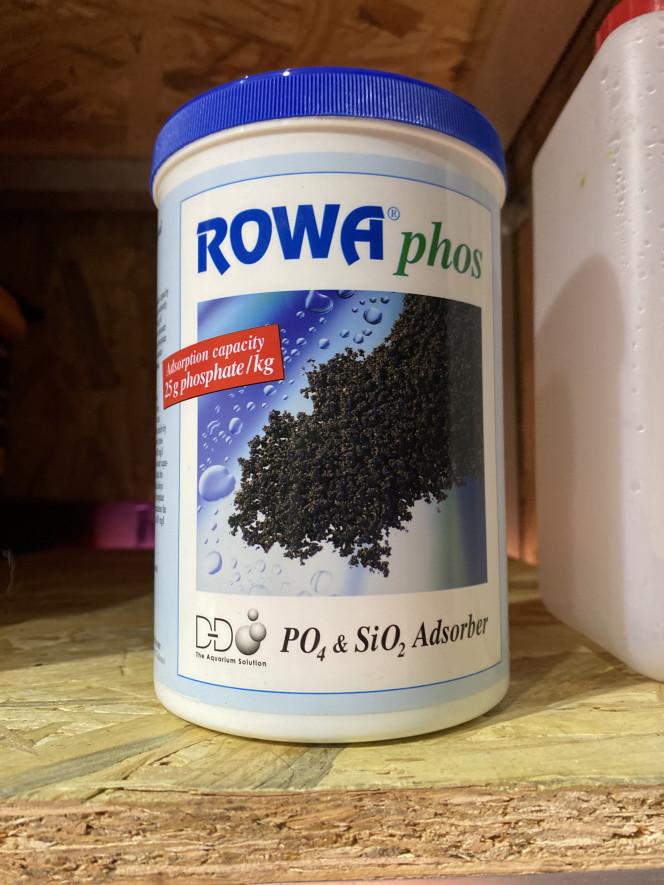 ROWA® phos
Adsorption capacity
25g phosphate/kg
D-D
The Aquarium Solution
PO₄ & SiO₂ Adsorber